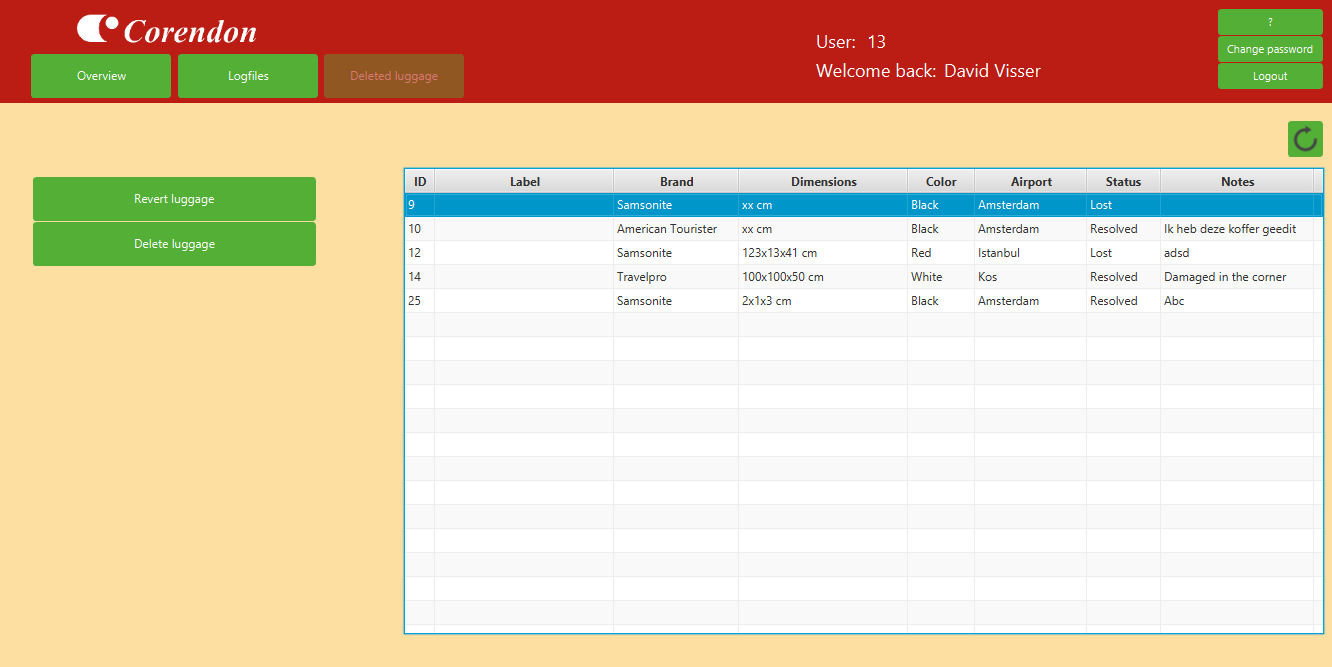 Corendon
Overview Logfiles Deleted luggage
User: 13
Welcome back: David Visser
?
Change password
Logout
Revert luggage
Delete luggage
ID Label Brand Dimensions Color Airport Status Notes
9 Samsonite xx cm Black Amsterdam Lost
10 American Tourister xx cm Black Amsterdam Resolved Ik heb deze koffer geedit
12 Samsonite 123x13x41 cm Red Istanbul Lost adsd
14 Travelpro 100x100x50 cm White Kos Resolved Damaged in the corner
25 Samsonite 2x1x3 cm Black Amsterdam Resolved Abc